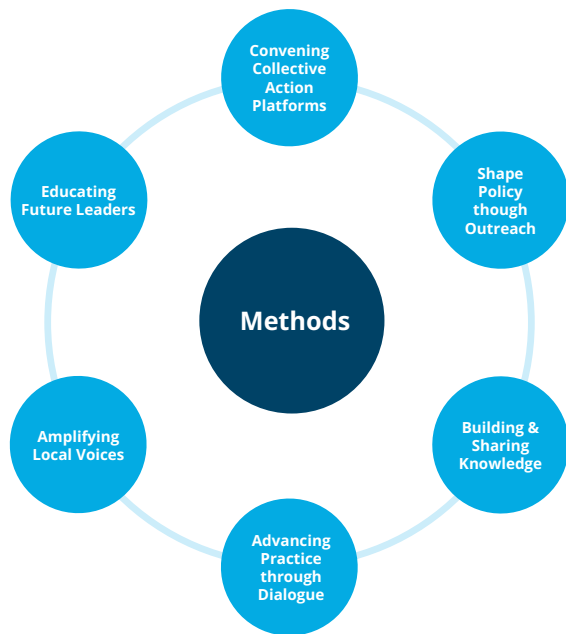 Convening
Collective
Action
Platforms
Shape
Policy
though
Outreach
Educating
Future Leaders
Methods
Building &
Sharing
Knowledge
Amplifying
Local Voices
Advancing
Practice
through
Dialogue